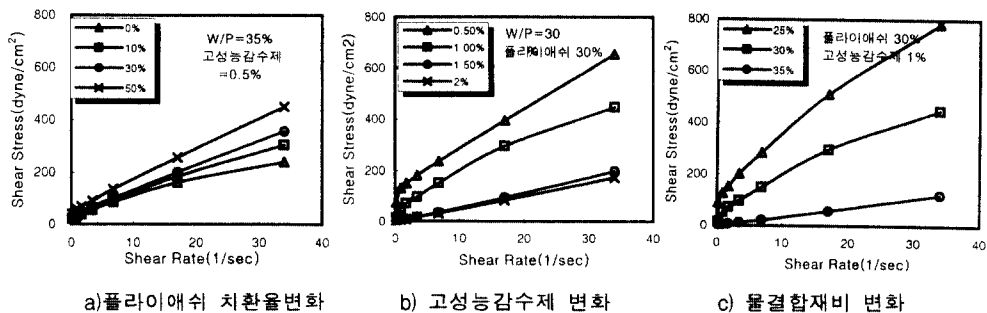 800
600
400
200
0
Shear Stress(dyne/cm²)
0%
10%
30%
50%
W/P=35%
고성능감수제
=0.5%
0 10 20 30 40
Shear Rate(1/sec)
a)플라이애쉬 치환율변화
800
600
400
200
0
Shear Stress(dyne/cm2)
0.50%
1 00%
1 50%
2%
W/P=30
플라이애쉬 30%
0 10 20 30 40
Shear Rate(1/sec)
b) 고성능감수제 변화
800
600
400
200
0
Shear Stress(dyne/cm²)
25%
30%
35%
플라이애쉬 30%
고성능감수제 1%
0 10 20 30 40
Shear Rate(1/sec)
c) 물결합재비 변화